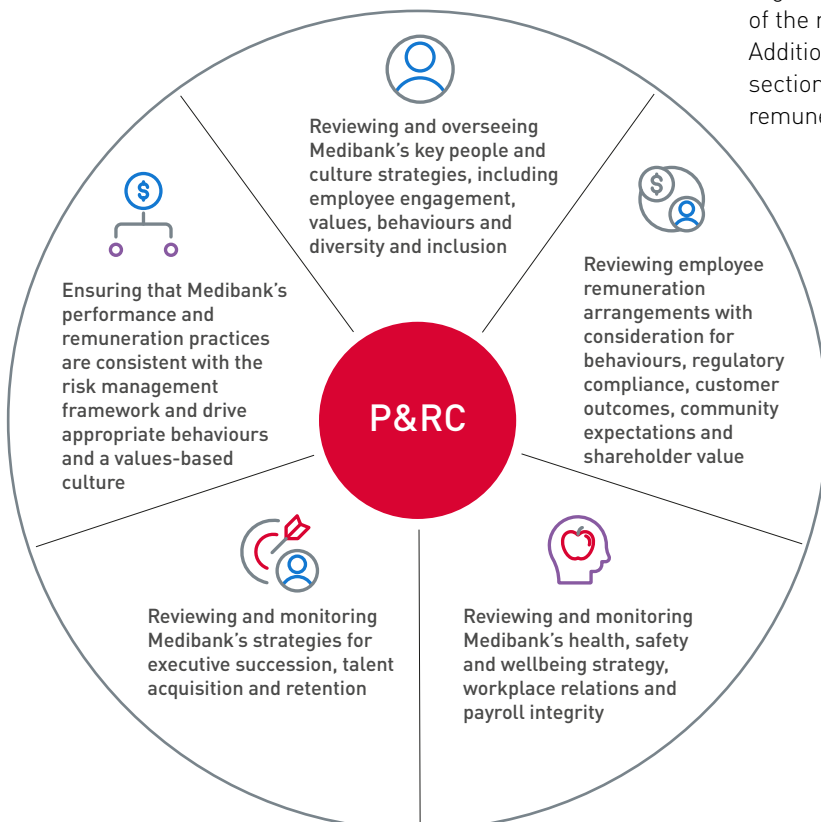 of the
Additio
section
remune
Reviewing and overseeing
Medibank's key people and
culture strategies, including
employee engagement,
values, behaviours and
diversity and inclusion
$
Reviewing employee
remuneration
arrangements with
consideration for
behaviours, regulatory
compliance, customer
outcomes, community
expectations and
shareholder value
$
Ensuring that Medibank's
performance and
remuneration practices
are consistent with the
risk management
framework and drive
appropriate behaviours
and a values-based
culture
P&RC
Reviewing and monitoring
Medibank's strategies for
executive succession, talent
acquisition and retention
Reviewing and monitoring
Medibank's health, safety
and wellbeing strategy,
workplace relations and
payroll integrity